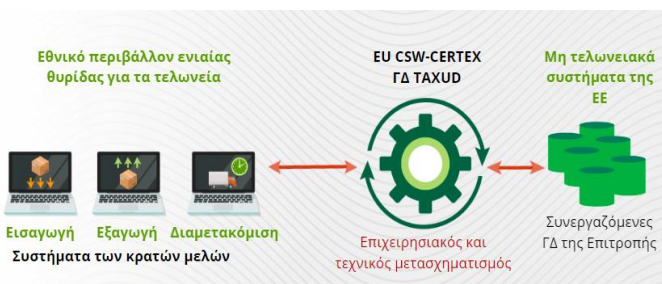 Εθνικό περιβάλλον ενιαίας
θυρίδας για τα τελωνεία
EU CSW-CERTEX
ΓΔ TAXUD
Μη τελωνειακά
συστήματα της
ΕΕ
Εισαγωγή Εξαγωγή Διαμετακόμιση
Συστήματα των κρατών μελών
Επιχειρησιακός και
τεχνικός μετασχηματισμός
Συνεργαζόμενες
ΓΔ της Επιτροπής